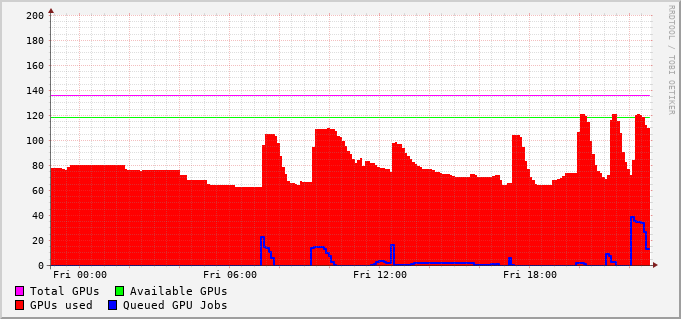 RRDTOOL / TOBI OETIKER
200
180
160
140
120
100
80
60
40
20
0
Fri 00:00 Fri 06:00 Fri 12:00 Fri 18:00
Total GPUs Available GPUs
GPUs used Queued GPU Jobs